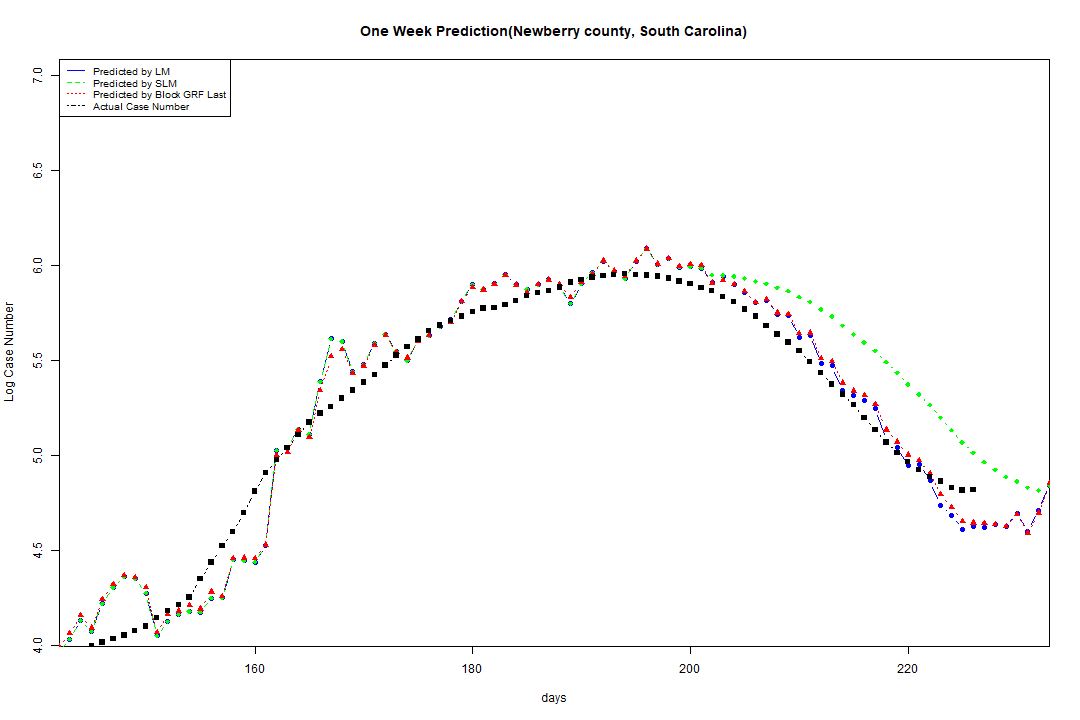 One Week Prediction(Newberry county, South Carolina)
Predicted by LM
Predicted by SLM
Predicted by Block GRF Last
Actual Case Number
7.0
6.5
6.0
5.5
5.0
4.5
4.0
Log Case Number
160 180 200 220
days